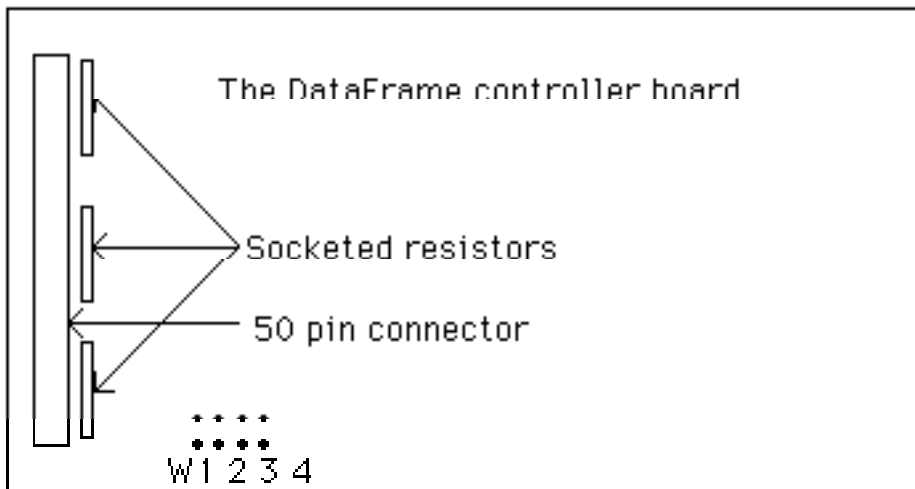 The DataFrame controller board
Socketed resistors
50 pin connector
W1 2 3 4